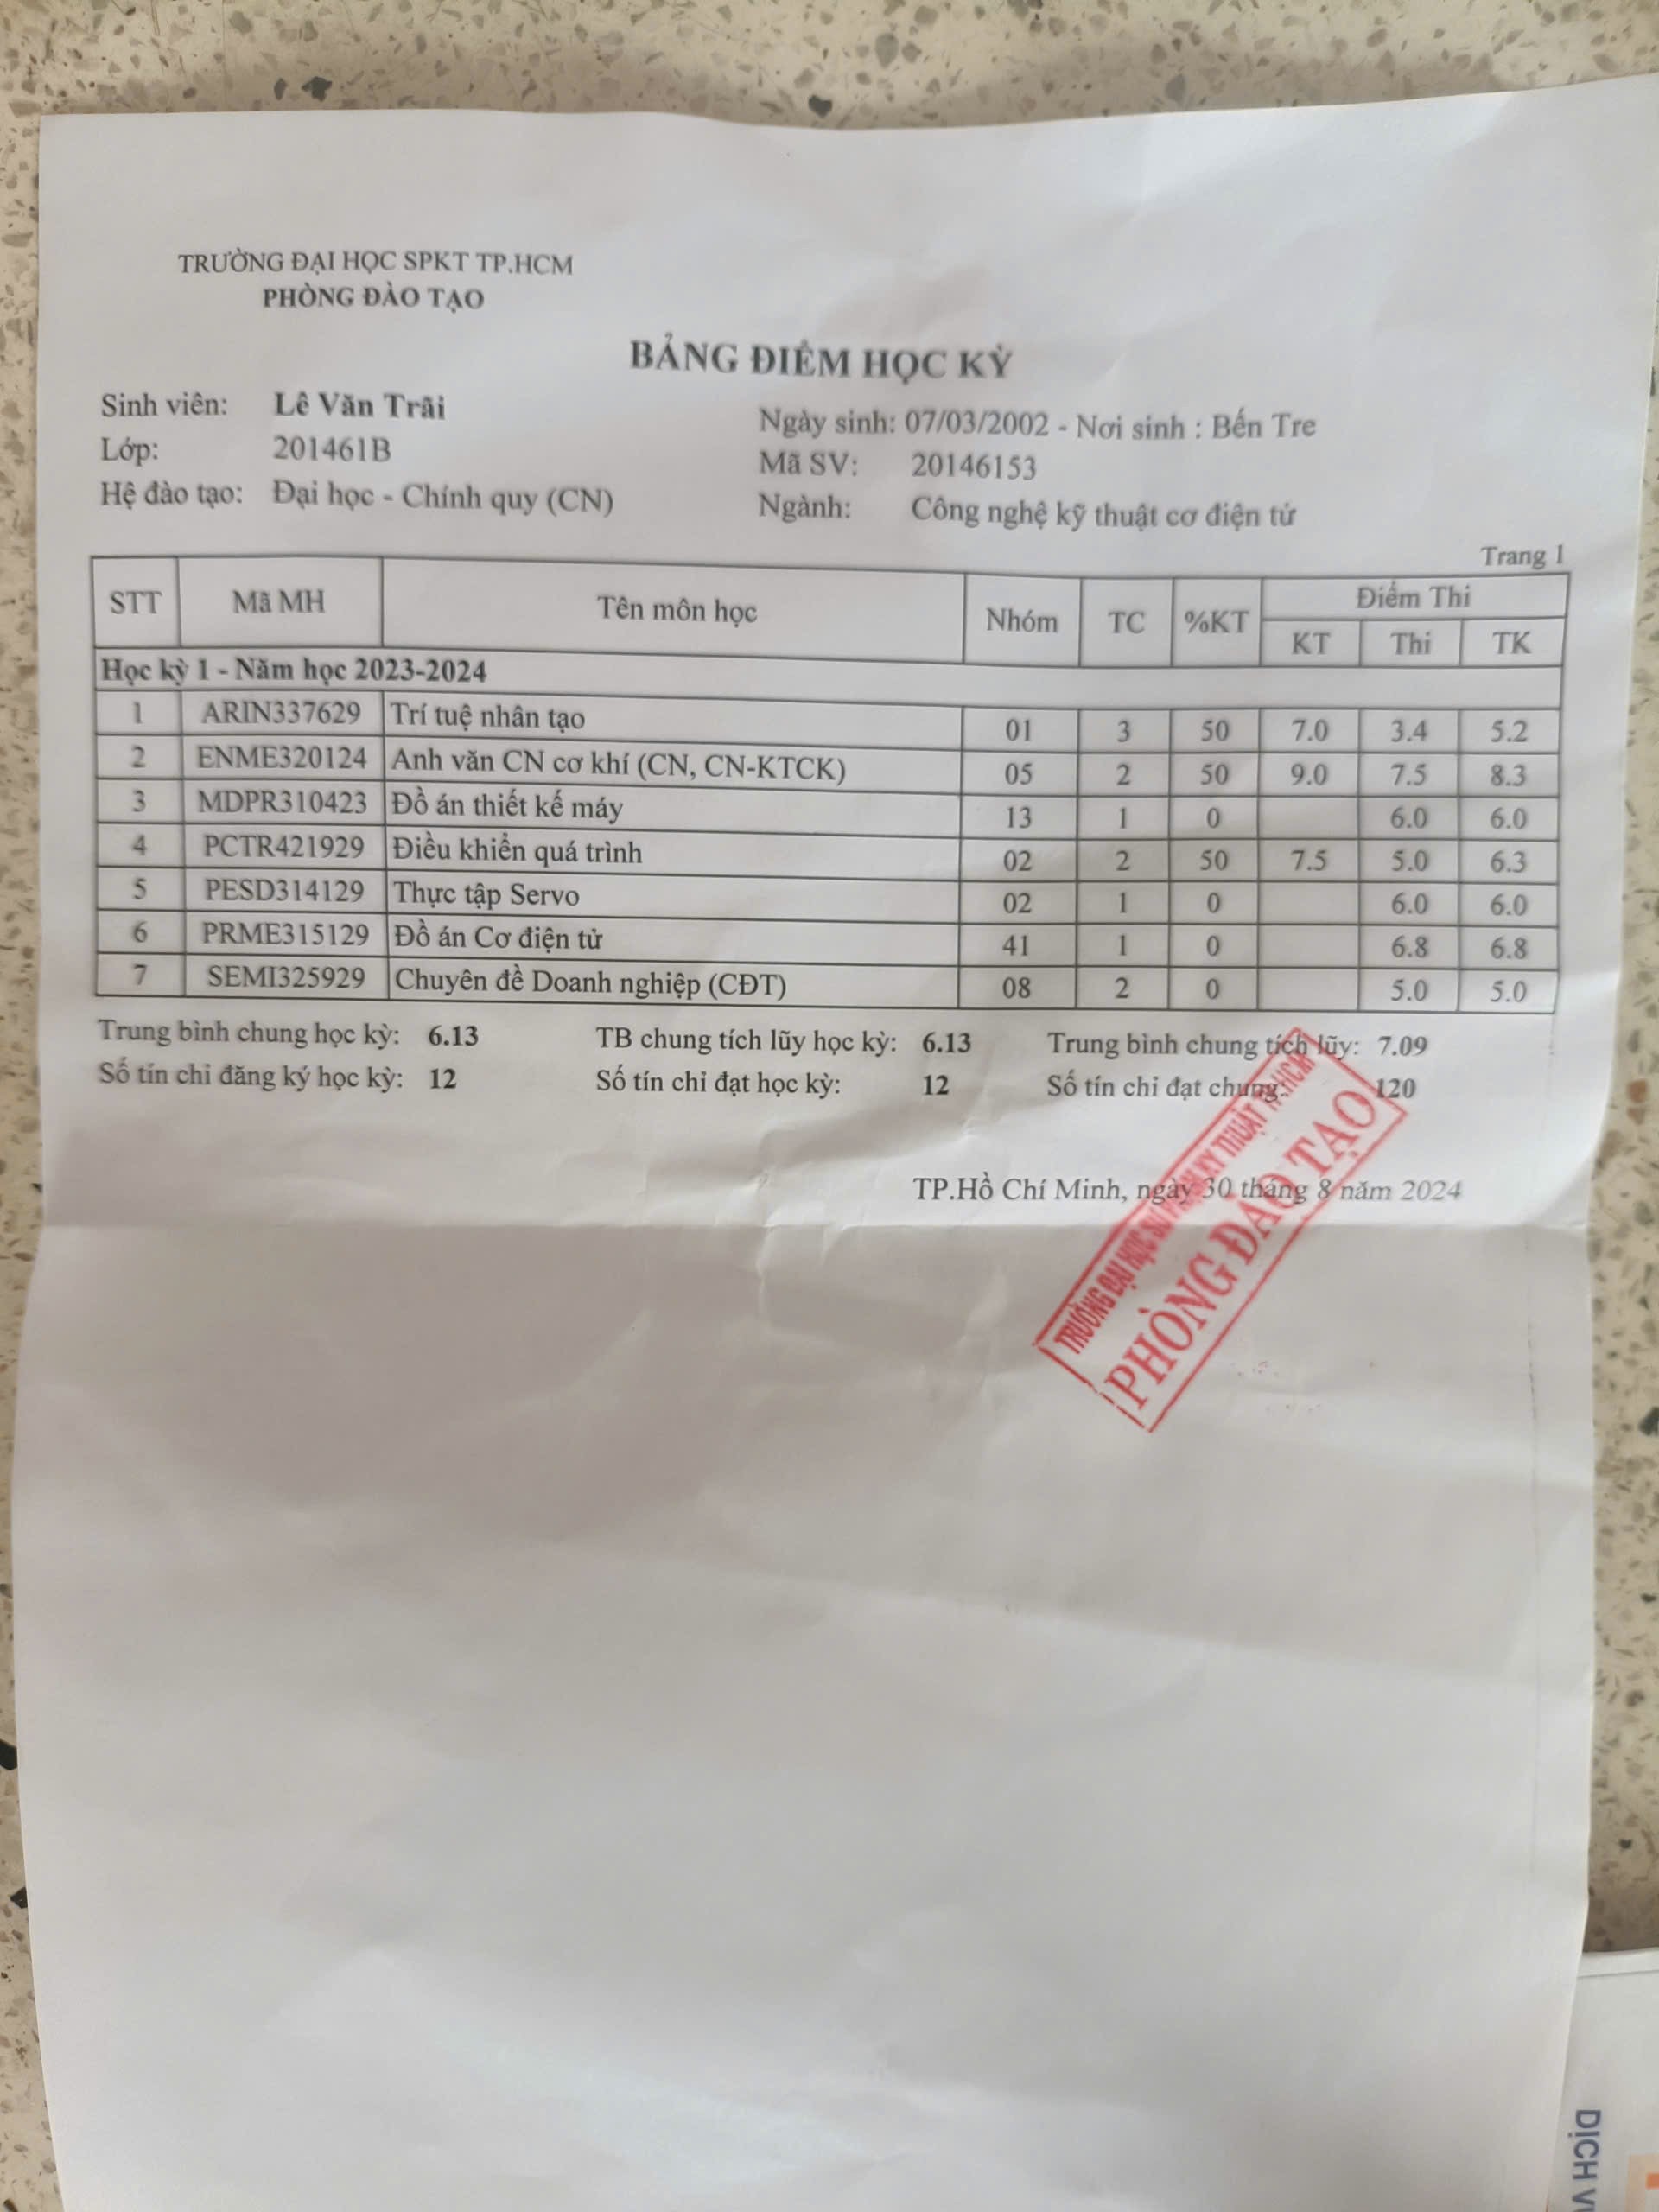 TRƯỜNG ĐẠI HỌC SPKT TP.HCM
PHÒNG ĐÀO TẠO
BẢNG ĐIỂM HỌC KỲ
Sinh viên: Lê Văn Trãi
Ngày sinh: 07/03/2002 - Nơi sinh : Bến Tre
Lớp: 201461B
Mã SV: 20146153
Hệ đào tạo: Đại học - Chính quy (CN)
Ngành: Công nghệ kỹ thuật cơ điện tử
Trang 1
STT Mã MH Tên môn học Nhóm TC %KT Điểm Thi
KT Thi TK
Học kỳ 1 - Năm học 2023-2024
1 ARIN337629 Trí tuệ nhân tạo 01 3 50 7.0 3.4 5.2
2 ENME320124 Anh văn CN cơ khí (CN, CN-KTCK) 05 2 50 9.0 7.5 8.3
3 MDPR310423 Đồ án thiết kế máy 13 1 0 6.0 6.0
4 PCTR421929 Điều khiển quá trình 02 2 50 7.5 5.0 6.3
5 PESD314129 Thực tập Servo 02 1 0 6.0 6.0
6 PRME315129 Đồ án Cơ điện tử 41 1 0 6.8 6.8
7 SEMI325929 Chuyên đề Doanh nghiệp (CĐT) 08 2 0 5.0 5.0
Trung bình chung học kỳ: 6.13 TB chung tích lũy học kỳ: 6.13 Trung bình chung tích lũy: 7.09
Số tín chỉ đăng ký học kỳ: 12 Số tín chỉ đạt học kỳ: 12 Số tín chỉ đạt chung: 120
TP.Hồ Chí Minh, ngày 30 tháng 8 năm 2024
TRƯỜNG ĐẠI HỌC SƯ PHẠM KỸ THUẬT TP.HCM
PHÒNG ĐÀO TẠO
DỊCH